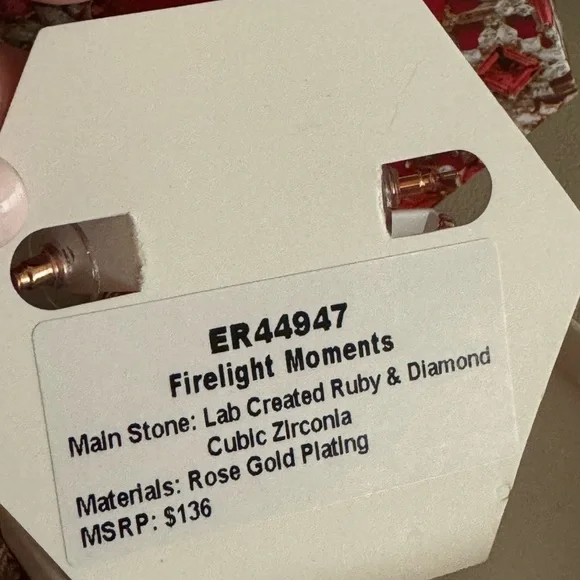 ER44947
Firelight Moments
Main Stone: Lab Created Ruby & Diamond
Cubic Zirconia
Materials: Rose Gold Plating
MSRP: $136